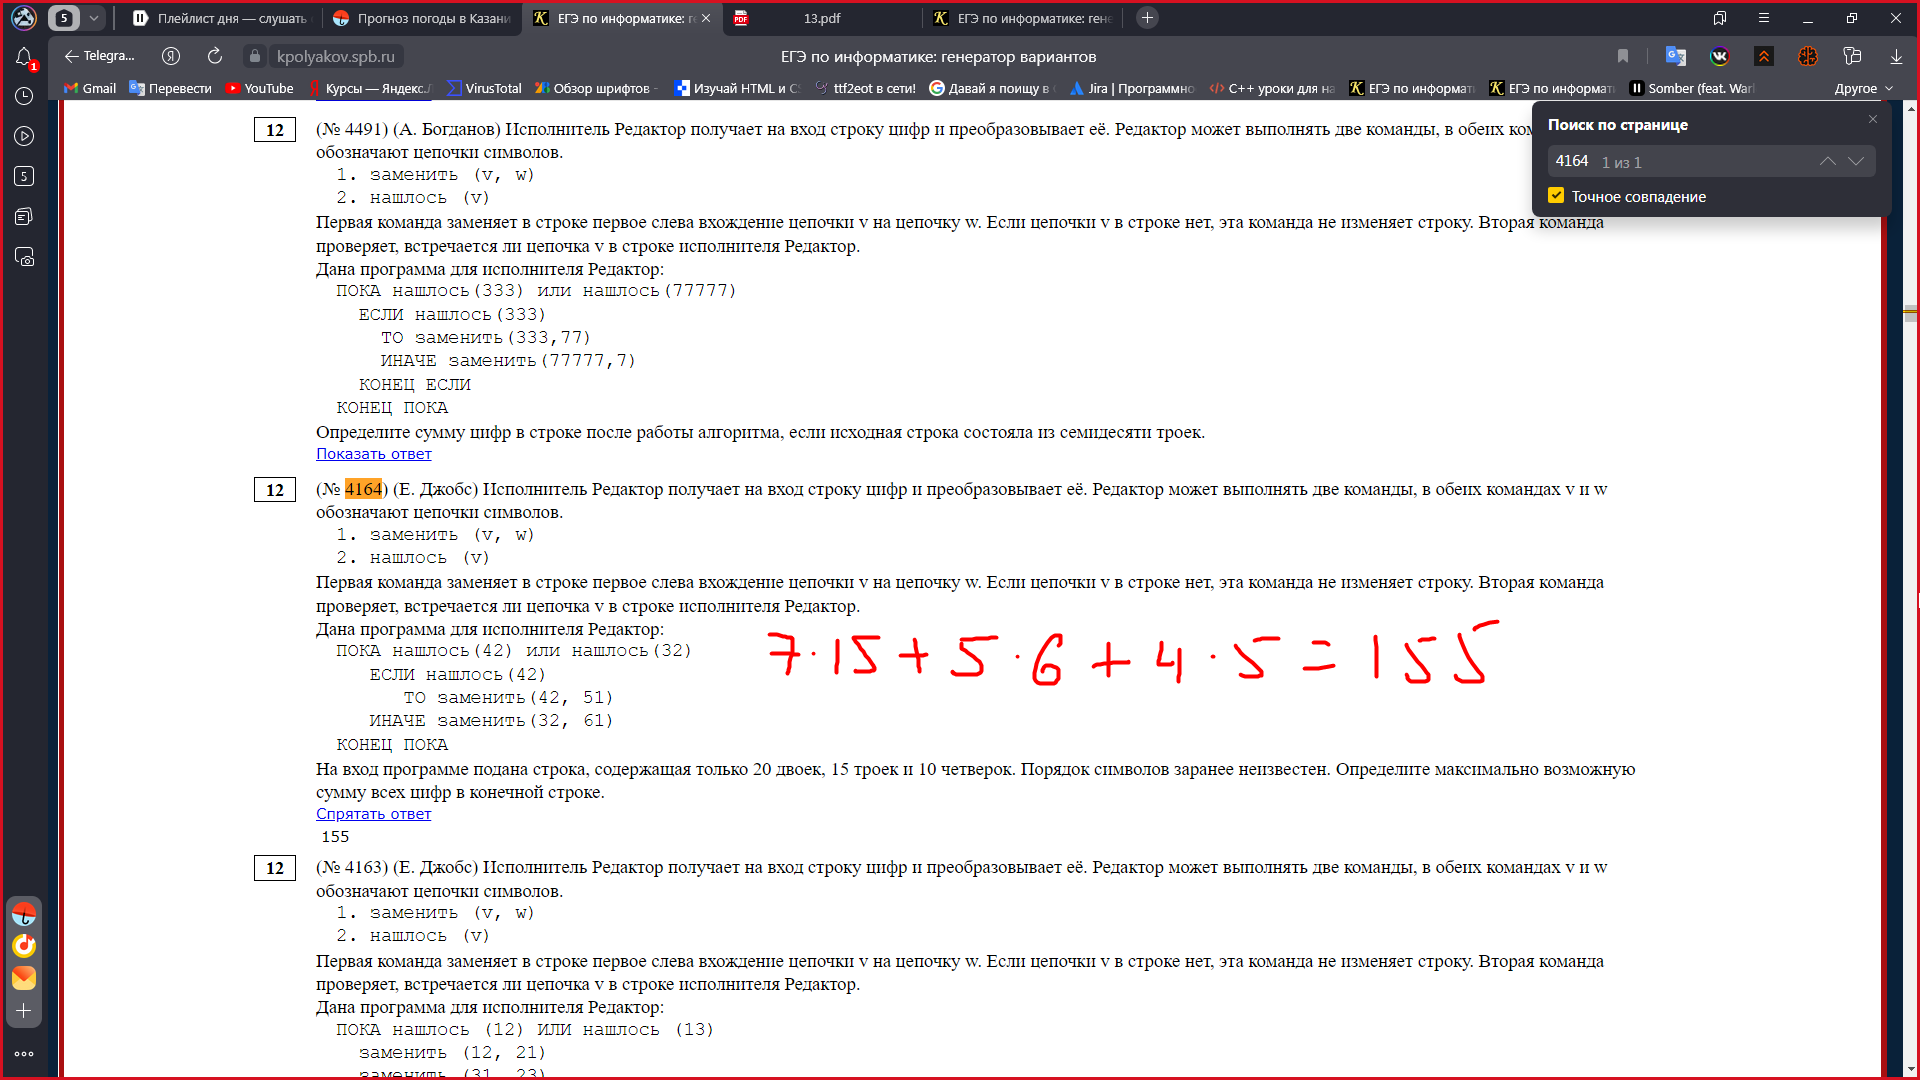 5
Плейлист дня — слушать
Прогноз погоды в Казани
ЕГЭ по информатике: ге
13.pdf
ЕГЭ по информатике: гене
1
Telegra...
kpolyakov.spb.ru
ЕГЭ по информатике: генератор вариантов
Gmail
Перевести
YouTube
Курсы — Яндекс.
VirusTotal
Обзор шрифтов -
Изучай HTML и C
ttf2eot в сети!
Давай я поищу в
Jira | Программно
C++ уроки для на
ЕГЭ по информат
ЕГЭ по информат
Somber (feat. War
Другое
5
Поиск по странице
4164 1 из 1
Точное совпадение
12 (№ 4491) (А. Богданов) Исполнитель Редактор получает на вход строку цифр и преобразовывает её. Редактор может выполнять две команды, в обеих ком
обозначают цепочки символов.
1. заменить (v, w)
2. нашлось (v)
Первая команда заменяет в строке первое слева вхождение цепочки v на цепочку w. Если цепочки v в строке нет, эта команда не изменяет строку. Вторая команда
проверяет, встречается ли цепочка v в строке исполнителя Редактор.
Дана программа для исполнителя Редактор:
ПОКА нашлось(333) или нашлось(77777)
ЕСЛИ нашлось(333)
ТО заменить(333,77)
ИНАЧЕ заменить(77777,7)
КОНЕЦ ЕСЛИ
КОНЕЦ ПОКА
Определите сумму цифр в строке после работы алгоритма, если исходная строка состояла из семидесяти троек.
Показать ответ
12 (№ 4164) (Е. Джобс) Исполнитель Редактор получает на вход строку цифр и преобразовывает её. Редактор может выполнять две команды, в обеих командах v и w
обозначают цепочки символов.
1. заменить (v, w)
2. нашлось (v)
Первая команда заменяет в строке первое слева вхождение цепочки v на цепочку w. Если цепочки v в строке нет, эта команда не изменяет строку. Вторая команда
проверяет, встречается ли цепочка v в строке исполнителя Редактор.
Дана программа для исполнителя Редактор:
ПОКА нашлось(42) или нашлось(32)
ЕСЛИ нашлось(42)
ТО заменить(42, 51)
ИНАЧЕ заменить(32, 61)
КОНЕЦ ПОКА
7·15+5·6+4·5=155
На вход программе подана строка, содержащая только 20 двоек, 15 троек и 10 четверок. Порядок символов заранее неизвестен. Определите максимально возможную
сумму всех цифр в конечной строке.
Спрятать ответ
155
12 (№ 4163) (Е. Джобс) Исполнитель Редактор получает на вход строку цифр и преобразовывает её. Редактор может выполнять две команды, в обеих командах v и w
обозначают цепочки символов.
1. заменить (v, w)
2. нашлось (v)
Первая команда заменяет в строке первое слева вхождение цепочки v на цепочку w. Если цепочки v в строке нет, эта команда не изменяет строку. Вторая команда
проверяет, встречается ли цепочка v в строке исполнителя Редактор.
Дана программа для исполнителя Редактор:
ПОКА нашлось (12) ИЛИ нашлось (13)
заменить (12, 21)
заменить (31, 23)